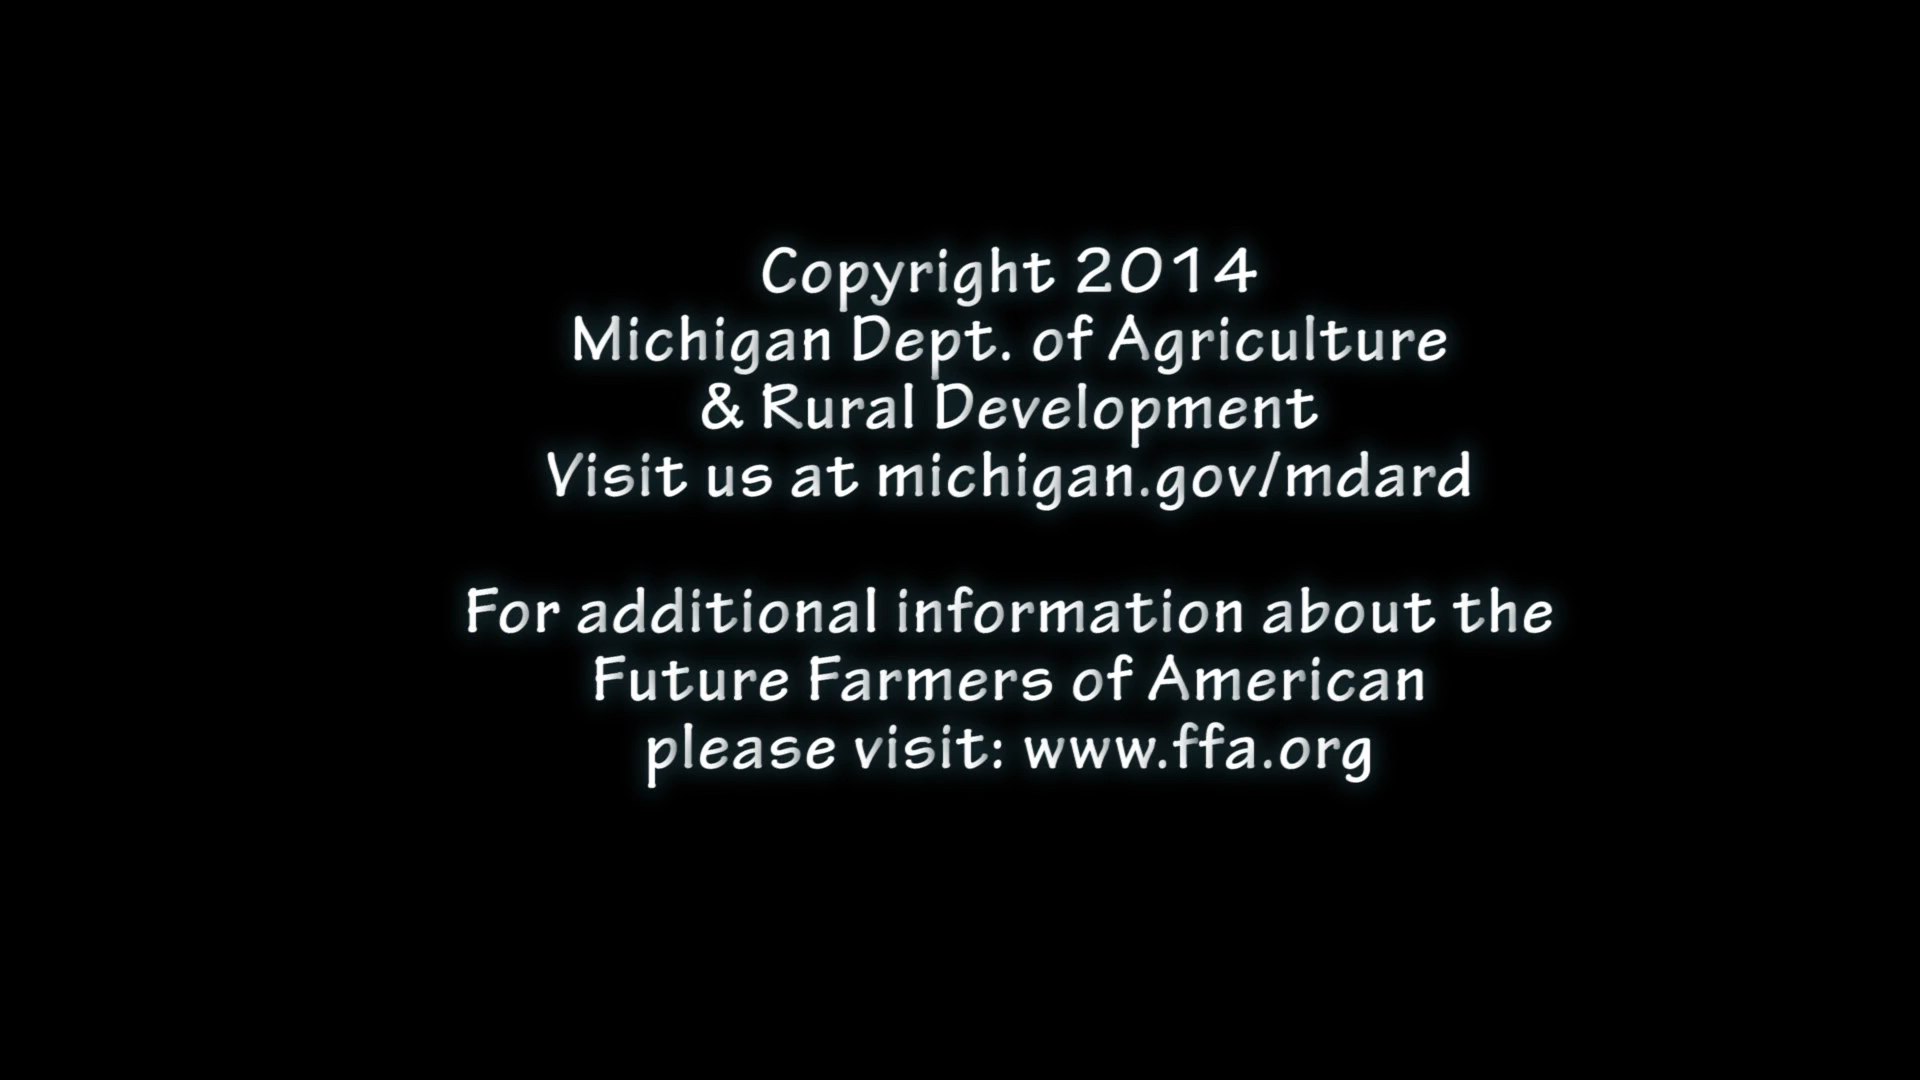 Copyright 2014
Michigan Dept. of Agriculture
& Rural Development
Visit us at michigan.gov/mdard
For additional information about the
Future Farmers of American
please visit: www.ffa.org